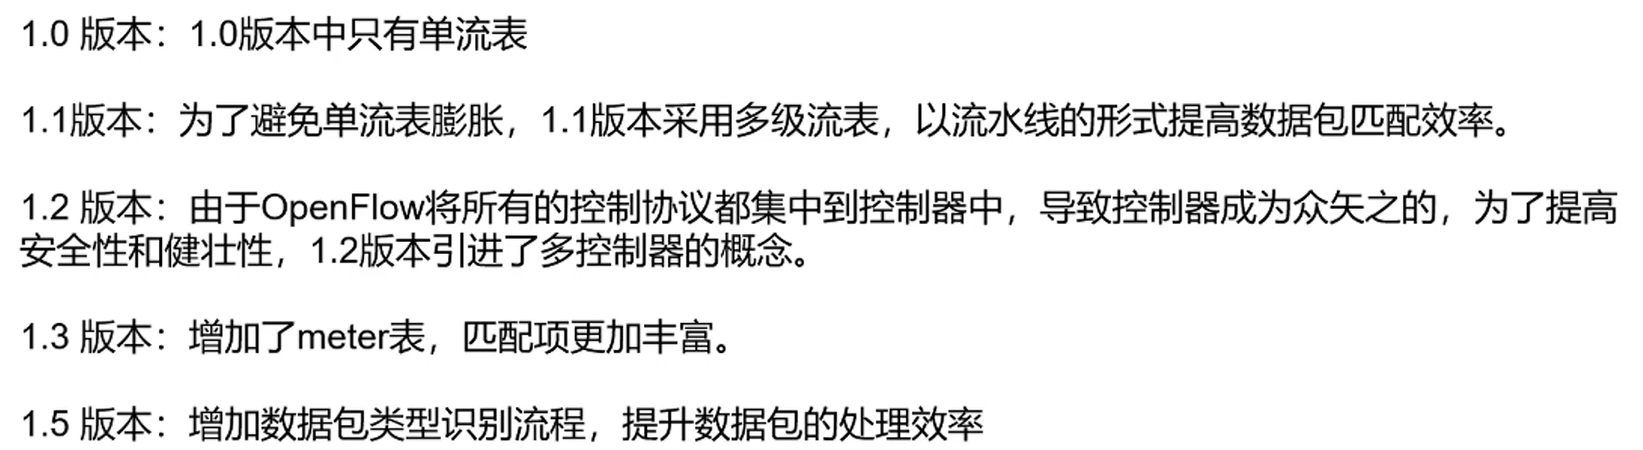 1.0 版本：1.0版本中只有单流表
1.1版本：为了避免单流表膨胀，1.1版本采用多级流表，以流水线的形式提高数据包匹配效率。
1.2 版本：由于OpenFlow将所有的控制协议都集中到控制器中，导致控制器成为众矢之的，为了提高
安全性和健壮性，1.2版本引进了多控制器的概念。
1.3 版本：增加了meter表，匹配项更加丰富。
1.5 版本：增加数据包类型识别流程，提升数据包的处理效率